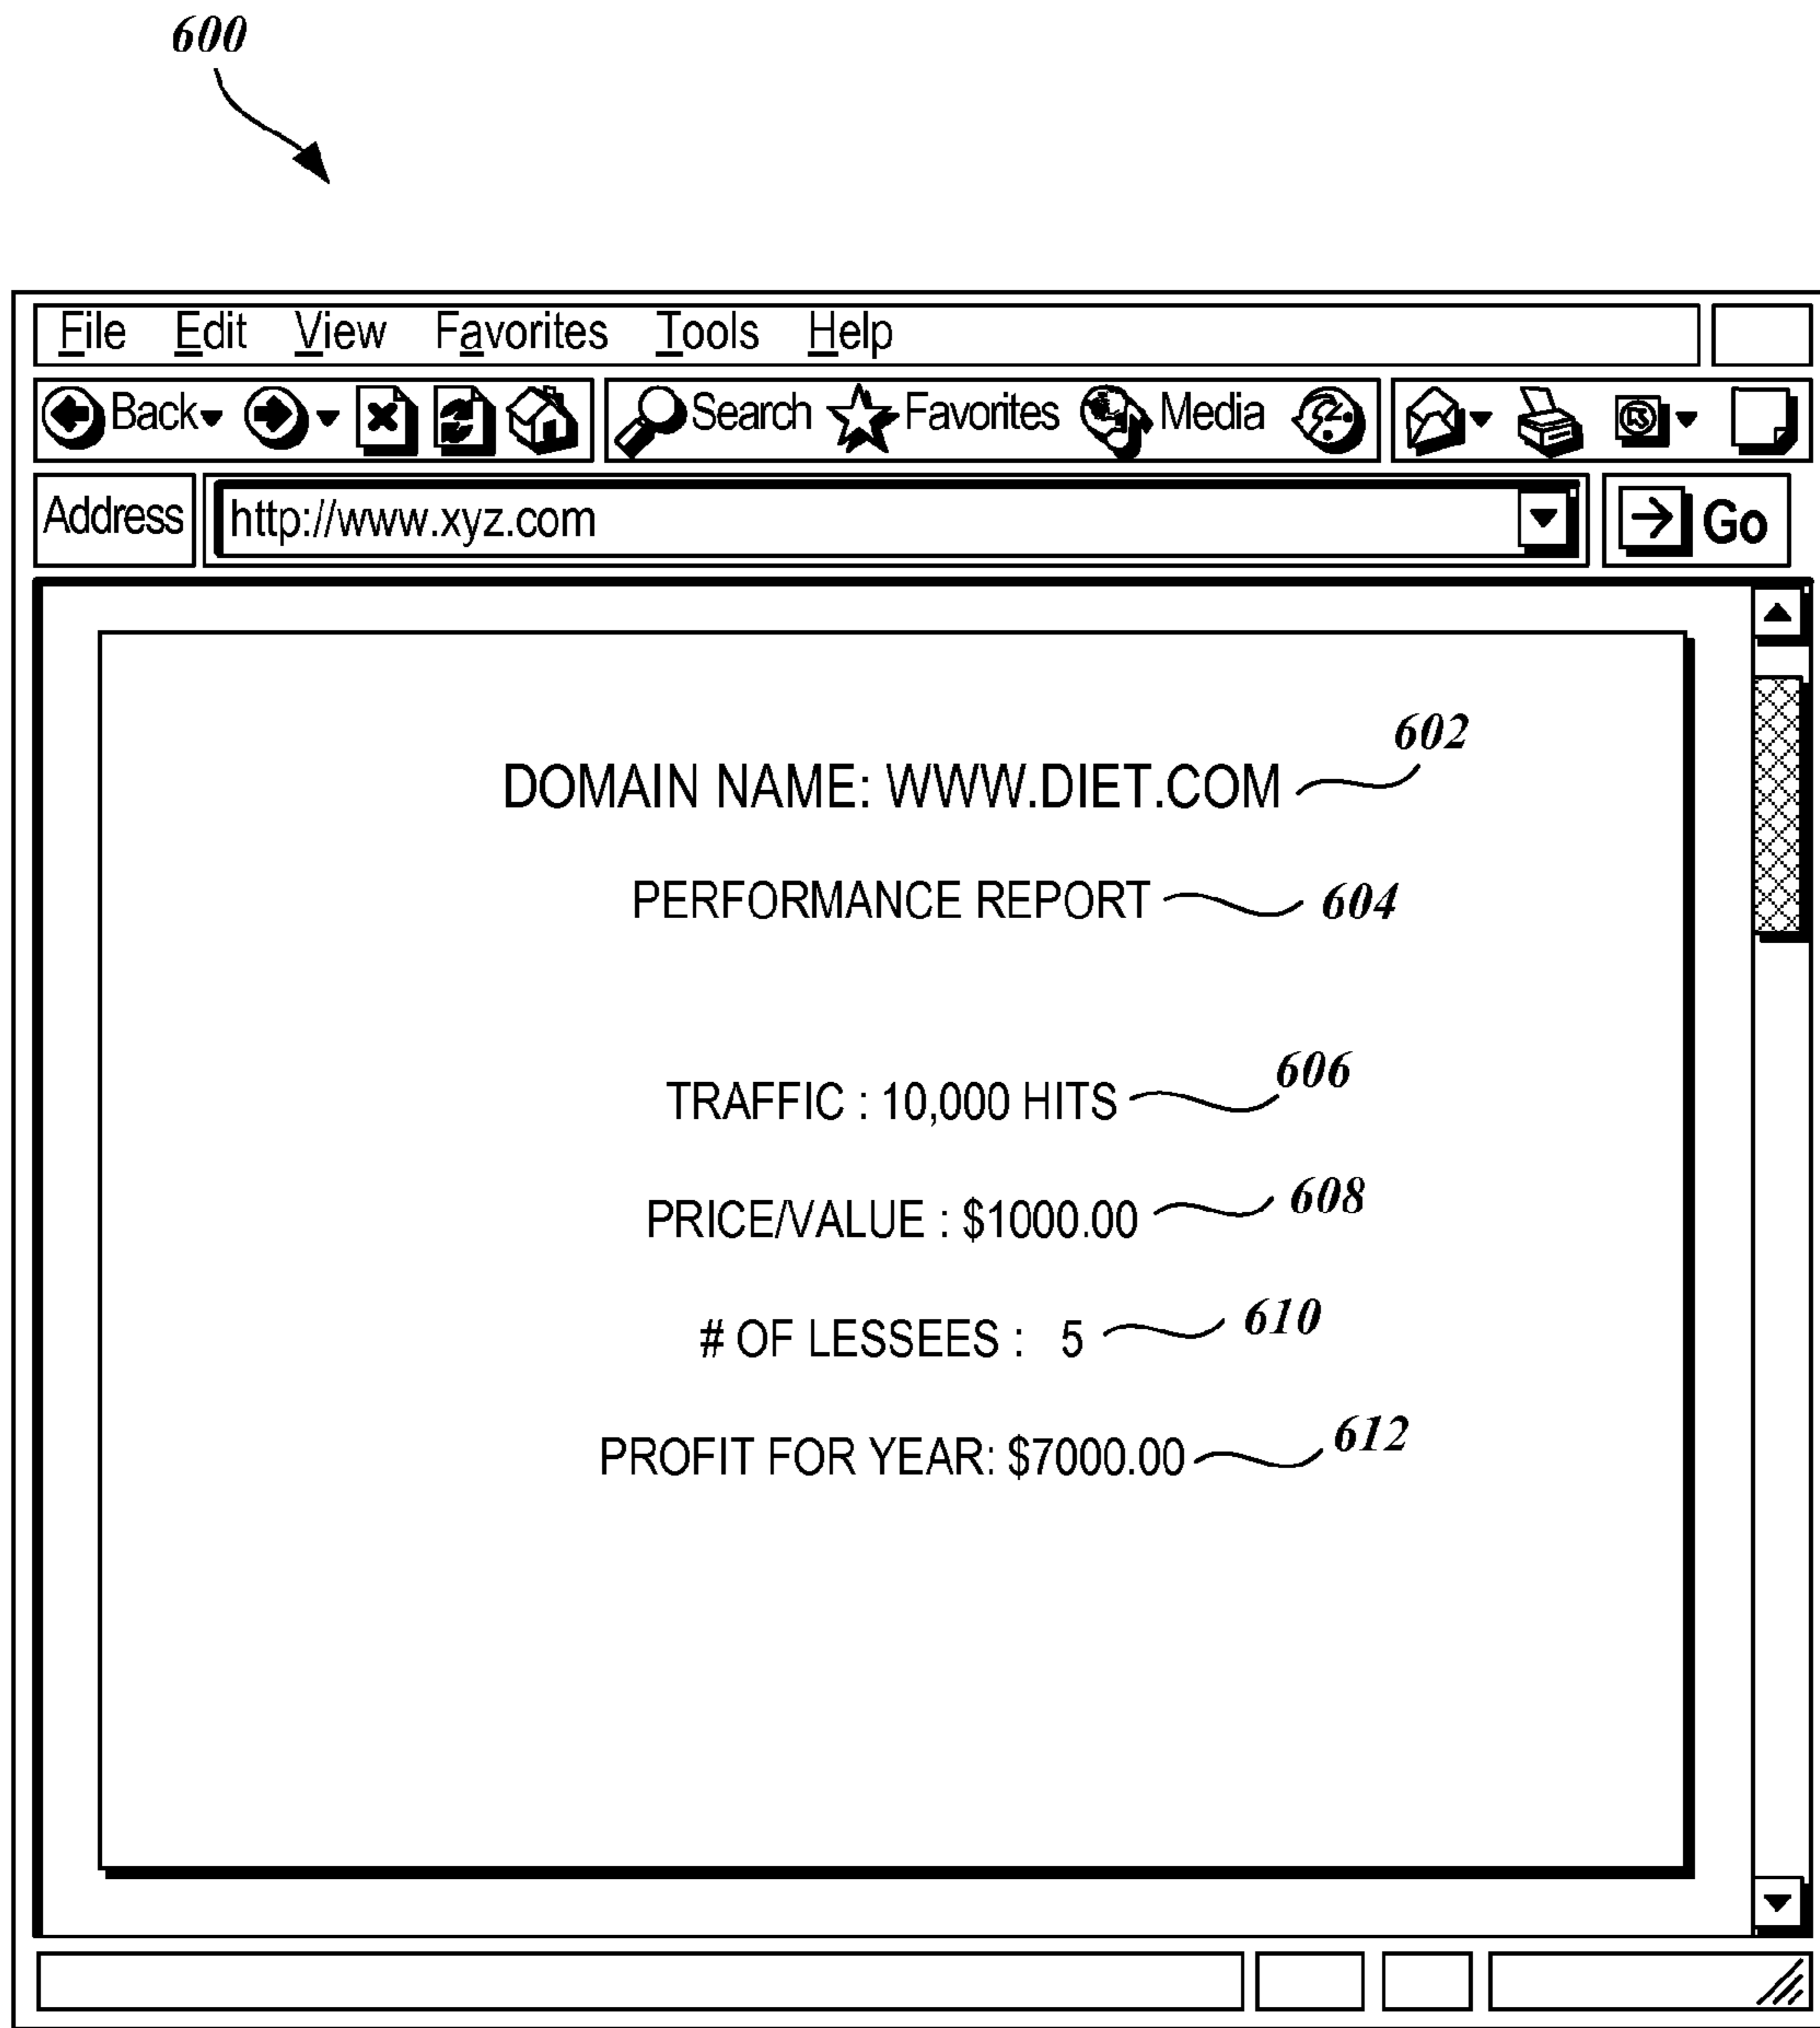 600
File Edit View Favorites Tools Help
Back Search Favorites Media
Address http://www.xyz.com Go
602
DOMAIN NAME: WWW.DIET.COM
PERFORMANCE REPORT 604
606
TRAFFIC : 10,000 HITS
PRICE/VALUE : $1000.00 608
# OF LESSEES : 5 610
PROFIT FOR YEAR: $7000.00 612